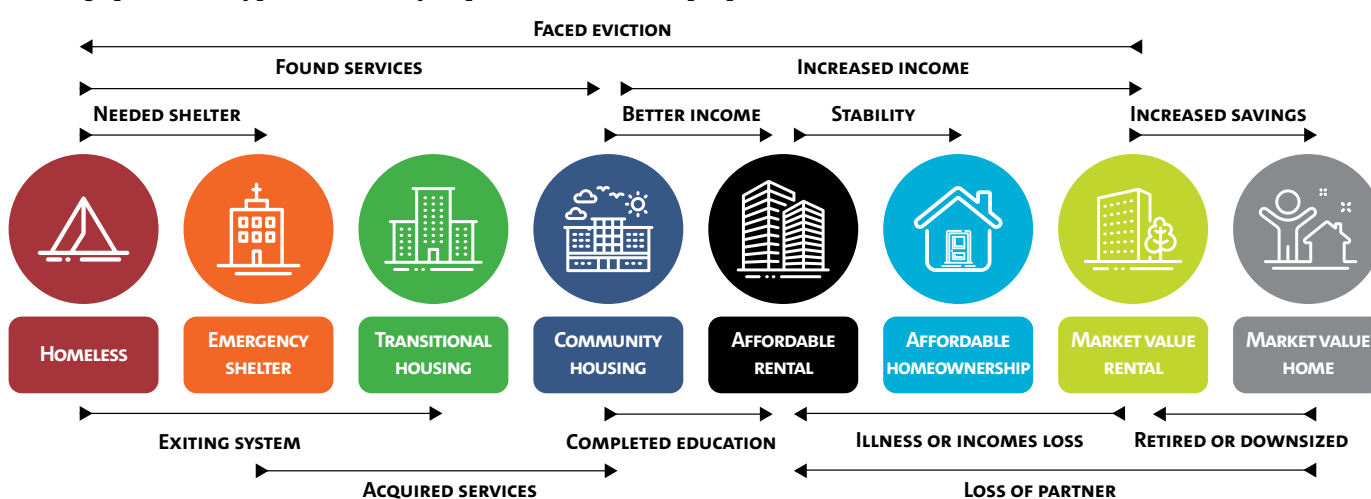 FACED EVICTION
FOUND SERVICES
INCREASED INCOME
NEEDED SHELTER
BETTER INCOME
STABILITY
INCREASED SAVINGS
HOMELESS
EMERGENCY
SHELTER
TRANSITIONAL
HOUSING
COMMUNITY
HOUSING
AFFORDABLE
RENTAL
AFFORDABLE
HOMEOWNERSHIP
MARKET VALUE
RENTAL
MARKET VALUE
HOME
EXITING SYSTEM
COMPLETED EDUCATION
ILLNESS OR INCOMES LOSS
RETIRED OR DOWNSIZED
ACQUIRED SERVICES
LOSS OF PARTNER